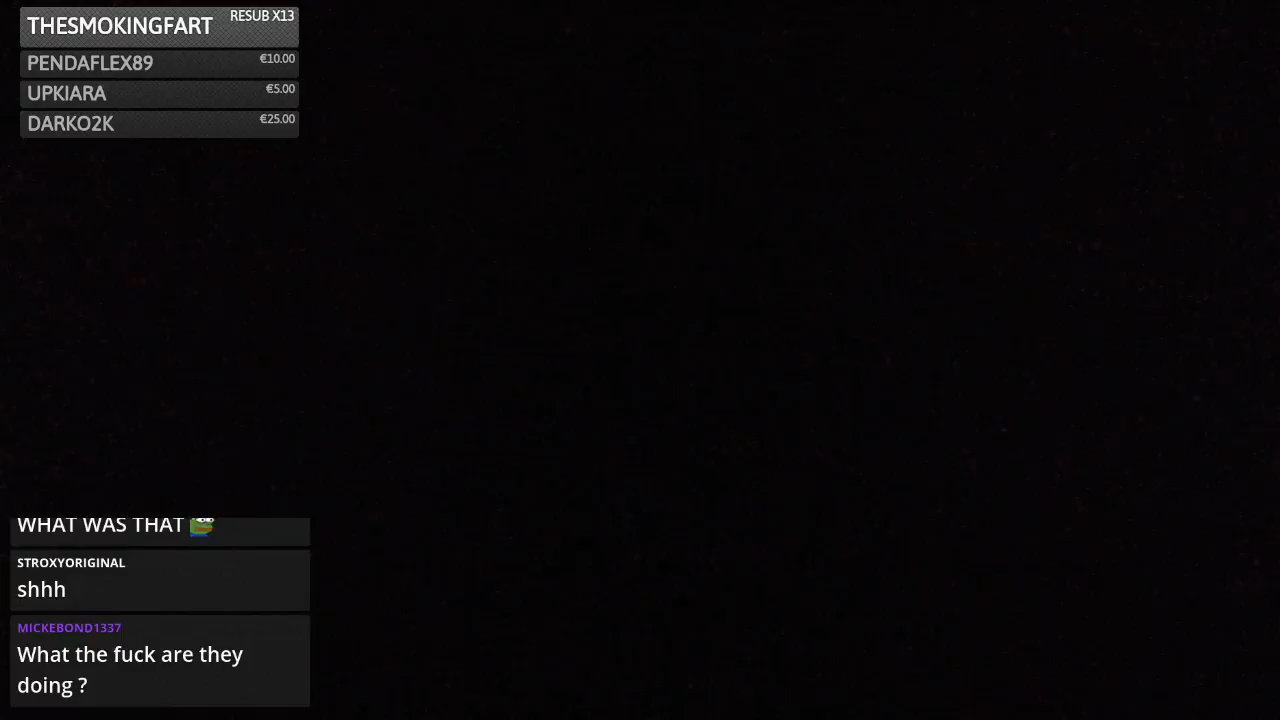 THESMOKINGFART RESUB X13
PENDAFLEX89 €10.00
UPKIARA €5.00
DARKO2K €25.00
WHAT WAS THAT
STROXYORIGINAL
shhh
MICKEBOND1337
What the fuck are they
doing ?